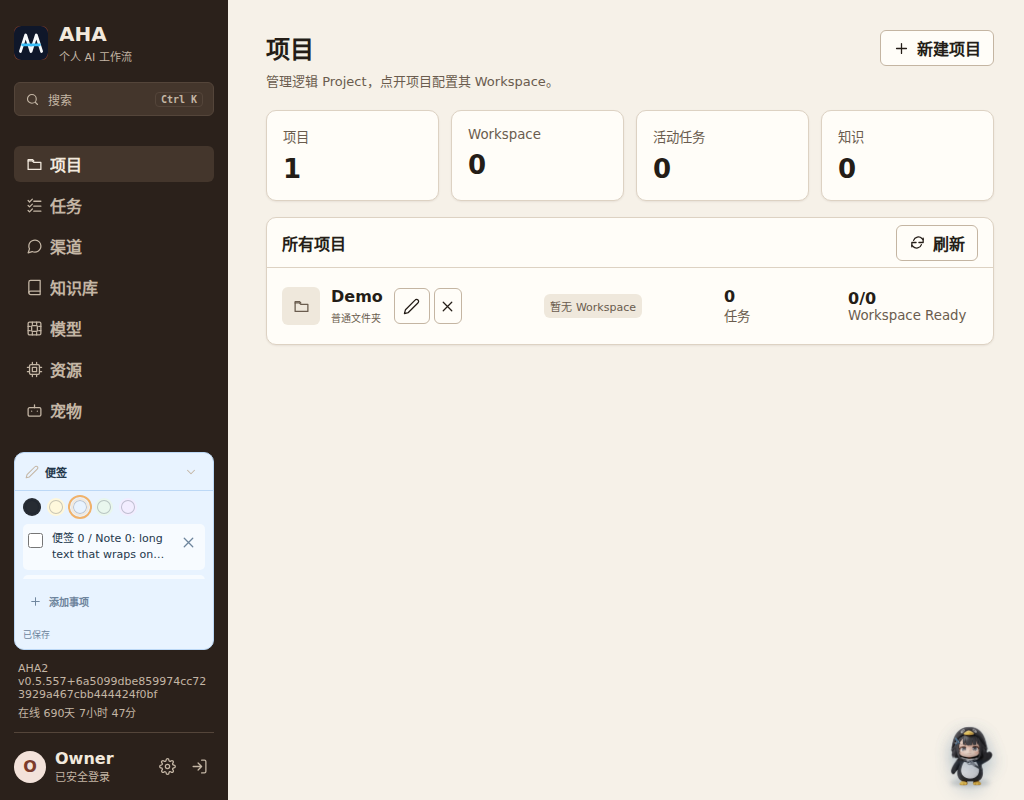 AHA
个人 AI 工作流
搜索
Ctrl K
项目
任务
渠道
知识库
模型
资源
宠物
便签
便签 0 / Note 0: long
text that wraps on…
添加事项
已保存
AHA2
v0.5.557+6a5099dbe859974cc72
3929a467cbb444424f0bf
在线 690天 7小时 47分
O
Owner
已安全登录
项目
新建项目
管理逻辑 Project，点开项目配置其 Workspace。
项目
1
Workspace
0
活动任务
0
知识
0
所有项目
刷新
Demo
普通文件夹
暂无 Workspace
0
任务
0/0
Workspace Ready